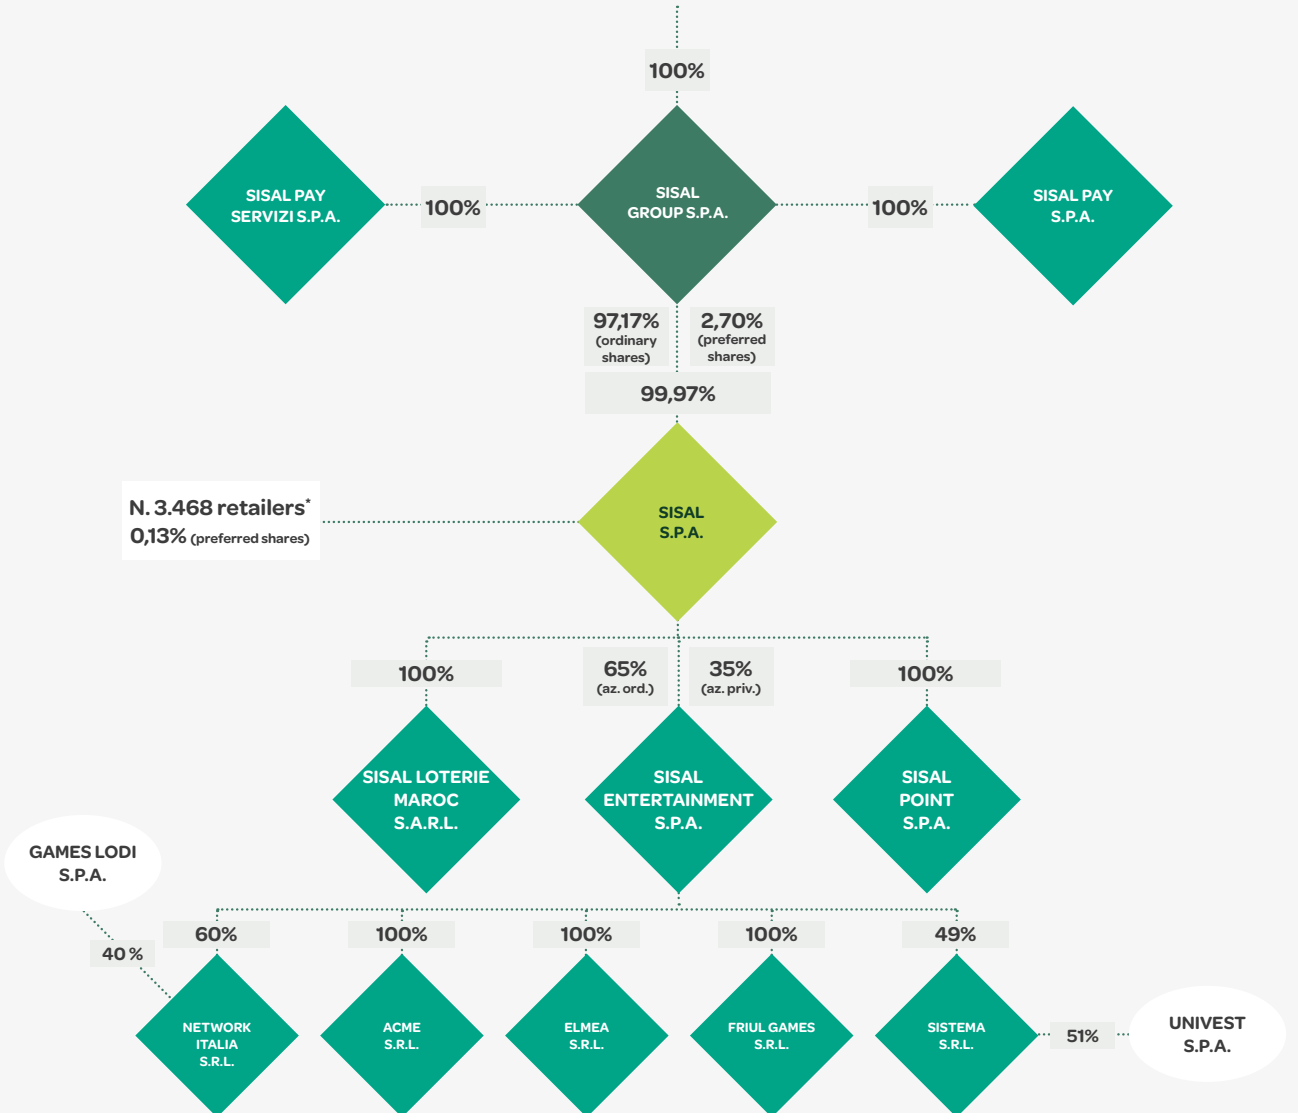 100%
SISAL PAY
SERVIZI S.P.A.
100%
SISAL
GROUP S.P.A.
100%
SISAL PAY
S.P.A.
97,17%
(ordinary
shares)
2,70%
(preferred
shares)
99,97%
N. 3.468 retailers*
0,13% (preferred shares)
SISAL
S.P.A.
100%
65%
(az. ord.)
35%
(az. priv.)
100%
SISAL LOTERIE
MAROC
S.A.R.L.
SISAL
ENTERTAINMENT
S.P.A.
SISAL
POINT
S.P.A.
GAMES LODI
S.P.A.
40 %
60%
100%
100%
100%
49%
NETWORK
ITALIA
S.R.L.
ACME
S.R.L.
ELMEA
S.R.L.
FRIUL GAMES
S.R.L.
SISTEMA
S.R.L.
51%
UNIVEST
S.P.A.